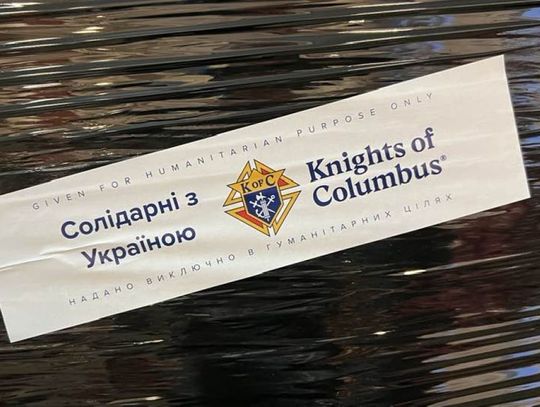 GIVEN FOR HUMANITARIAN PURPOSE ONLY
Солідарні з
Україною
K OF C
Knights of
Columbus®
НАДАНО ВИКЛЮЧНО В ГУМАНІТАРНИХ ЦІЛЯХ